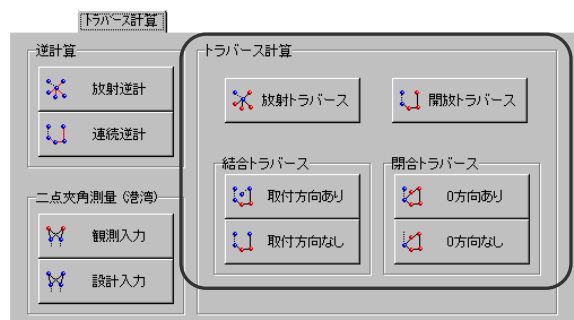 トラバース計算
逆計算
放射逆計
連続逆計
二点夾角測量（港湾）
観測入力
設計入力
トラバース計算
放射トラバース
開放トラバース
結合トラバース
取付方向あり
取付方向なし
閉合トラバース
0方向あり
0方向なし